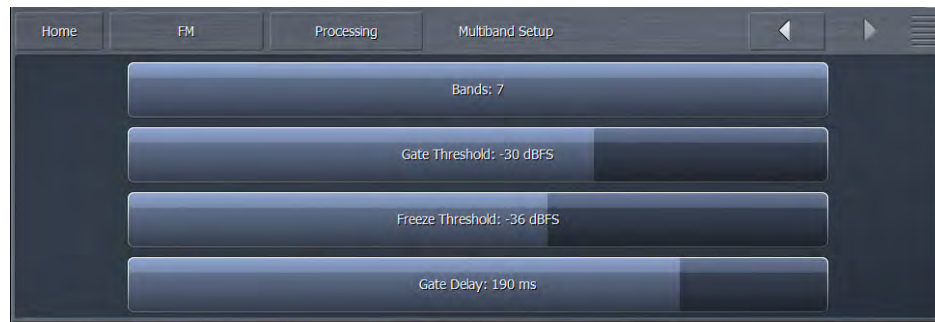 Home FM Processing Multiband Setup
Bands: 7
Gate Threshold: -30 dBFS
Freeze Threshold: -36 dBFS
Gate Delay: 190 ms